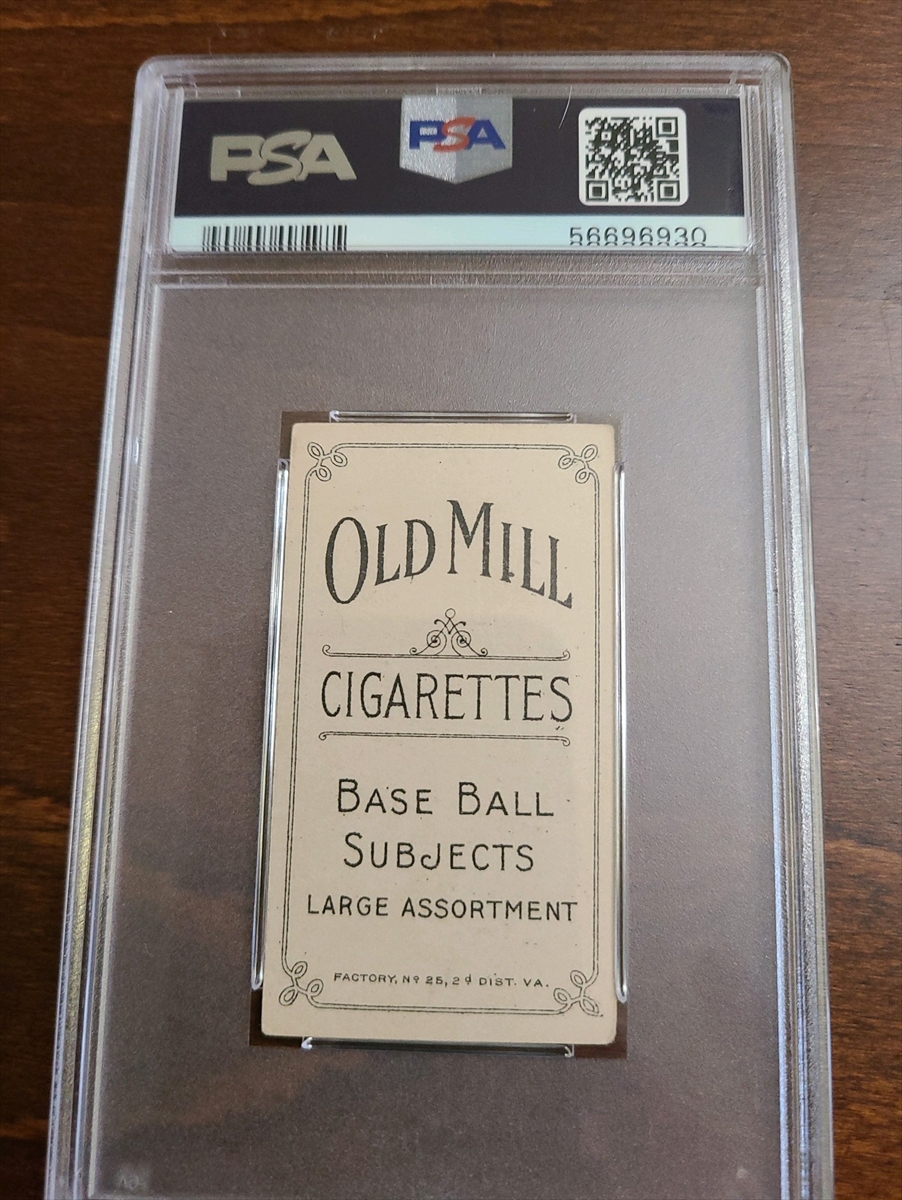 PSA PSA
56696930
OLD MILL
CIGARETTES
BASE BALL
SUBJECTS
LARGE ASSORTMENT
FACTORY, Nº 25, 2d DIST. VA.